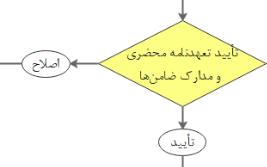 تأیید تعهدنامه محضری
و مدارک ضامن‌ها
اصلاح
تأیید